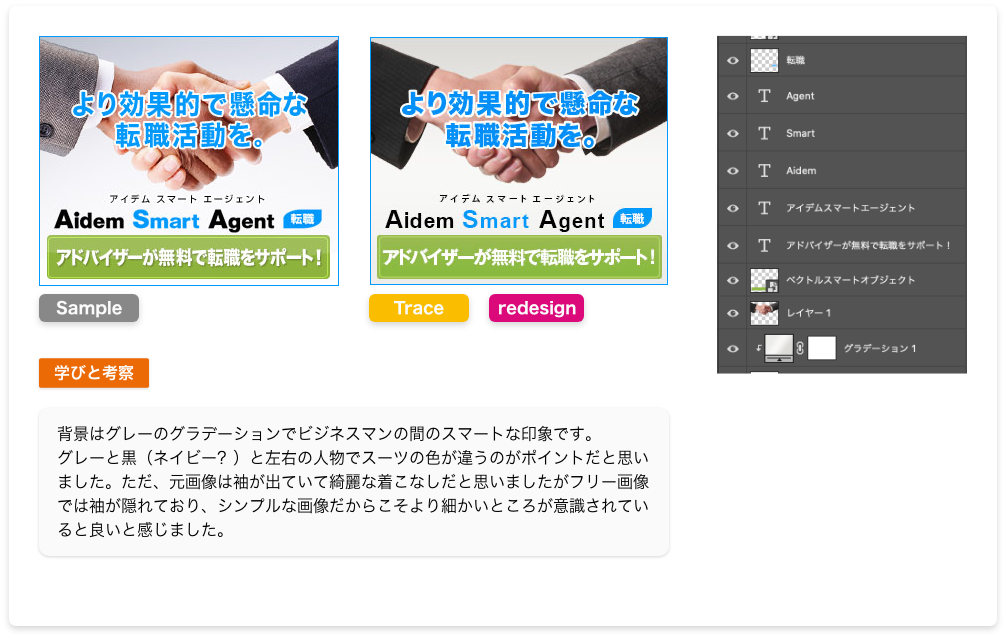 より効果的で懸命な
転職活動を。
アイデム スマート エージェント
Aidem Smart Agent 転職
アドバイザーが無料で転職をサポート!
Sample
より効果的で懸命な
転職活動を。
アイデム スマート エージェント
Aidem Smart Agent 転職
アドバイザーが無料で転職をサポート!
Trace
redesign
転職
Agent
Smart
Aidem
アイデムスマートエージェント
アドバイザーが無料で転職をサポート!
ベクトルスマートオブジェクト
レイヤー 1
グラデーション 1
学びと考察
背景はグレーのグラデーションでビジネスマンの間のスマートな印象です。
グレーと黒（ネイビー？）と左右の人物でスーツの色が違うのがポイントだと思い
ました。ただ、元画像は袖が出ていて綺麗な着こなしだと思いましたがフリー画像
では袖が隠れており、シンプルな画像だからこそより細かいところが意識されてい
ると良いと感じました。